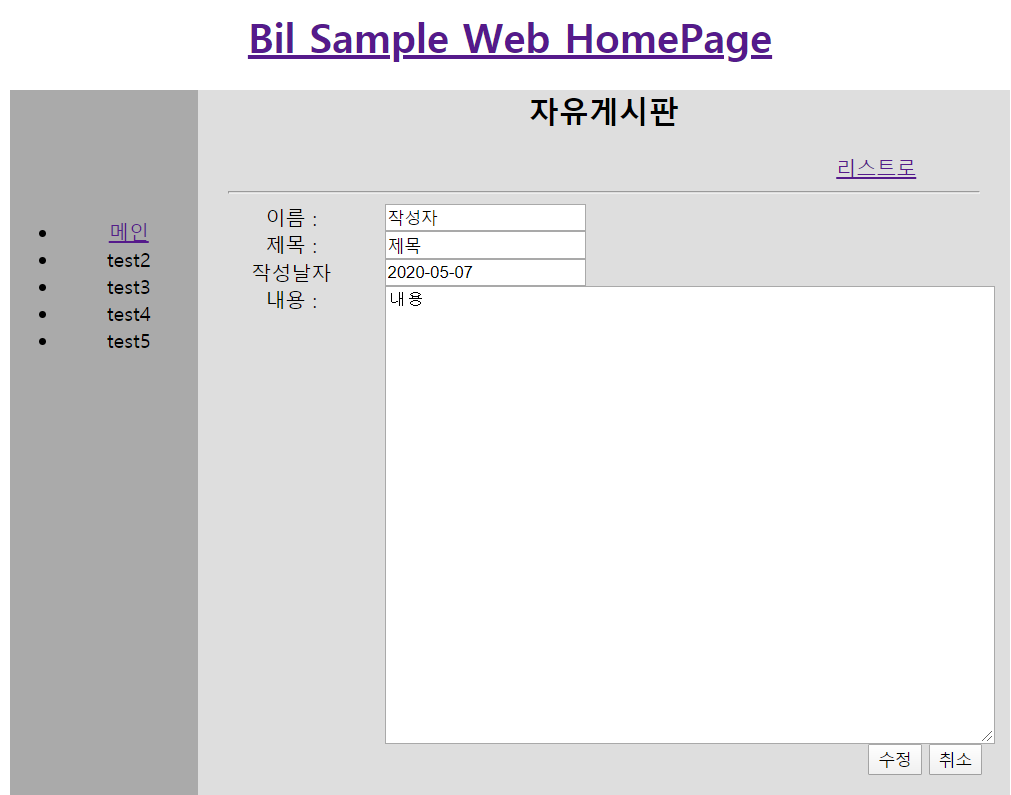 Bil Sample Web HomePage
자유게시판
리스트로
메인
test2
test3
test4
test5
이름 : 작성자
제목 : 제목
작성날자 2020-05-07
내용 : 내용
수정 취소